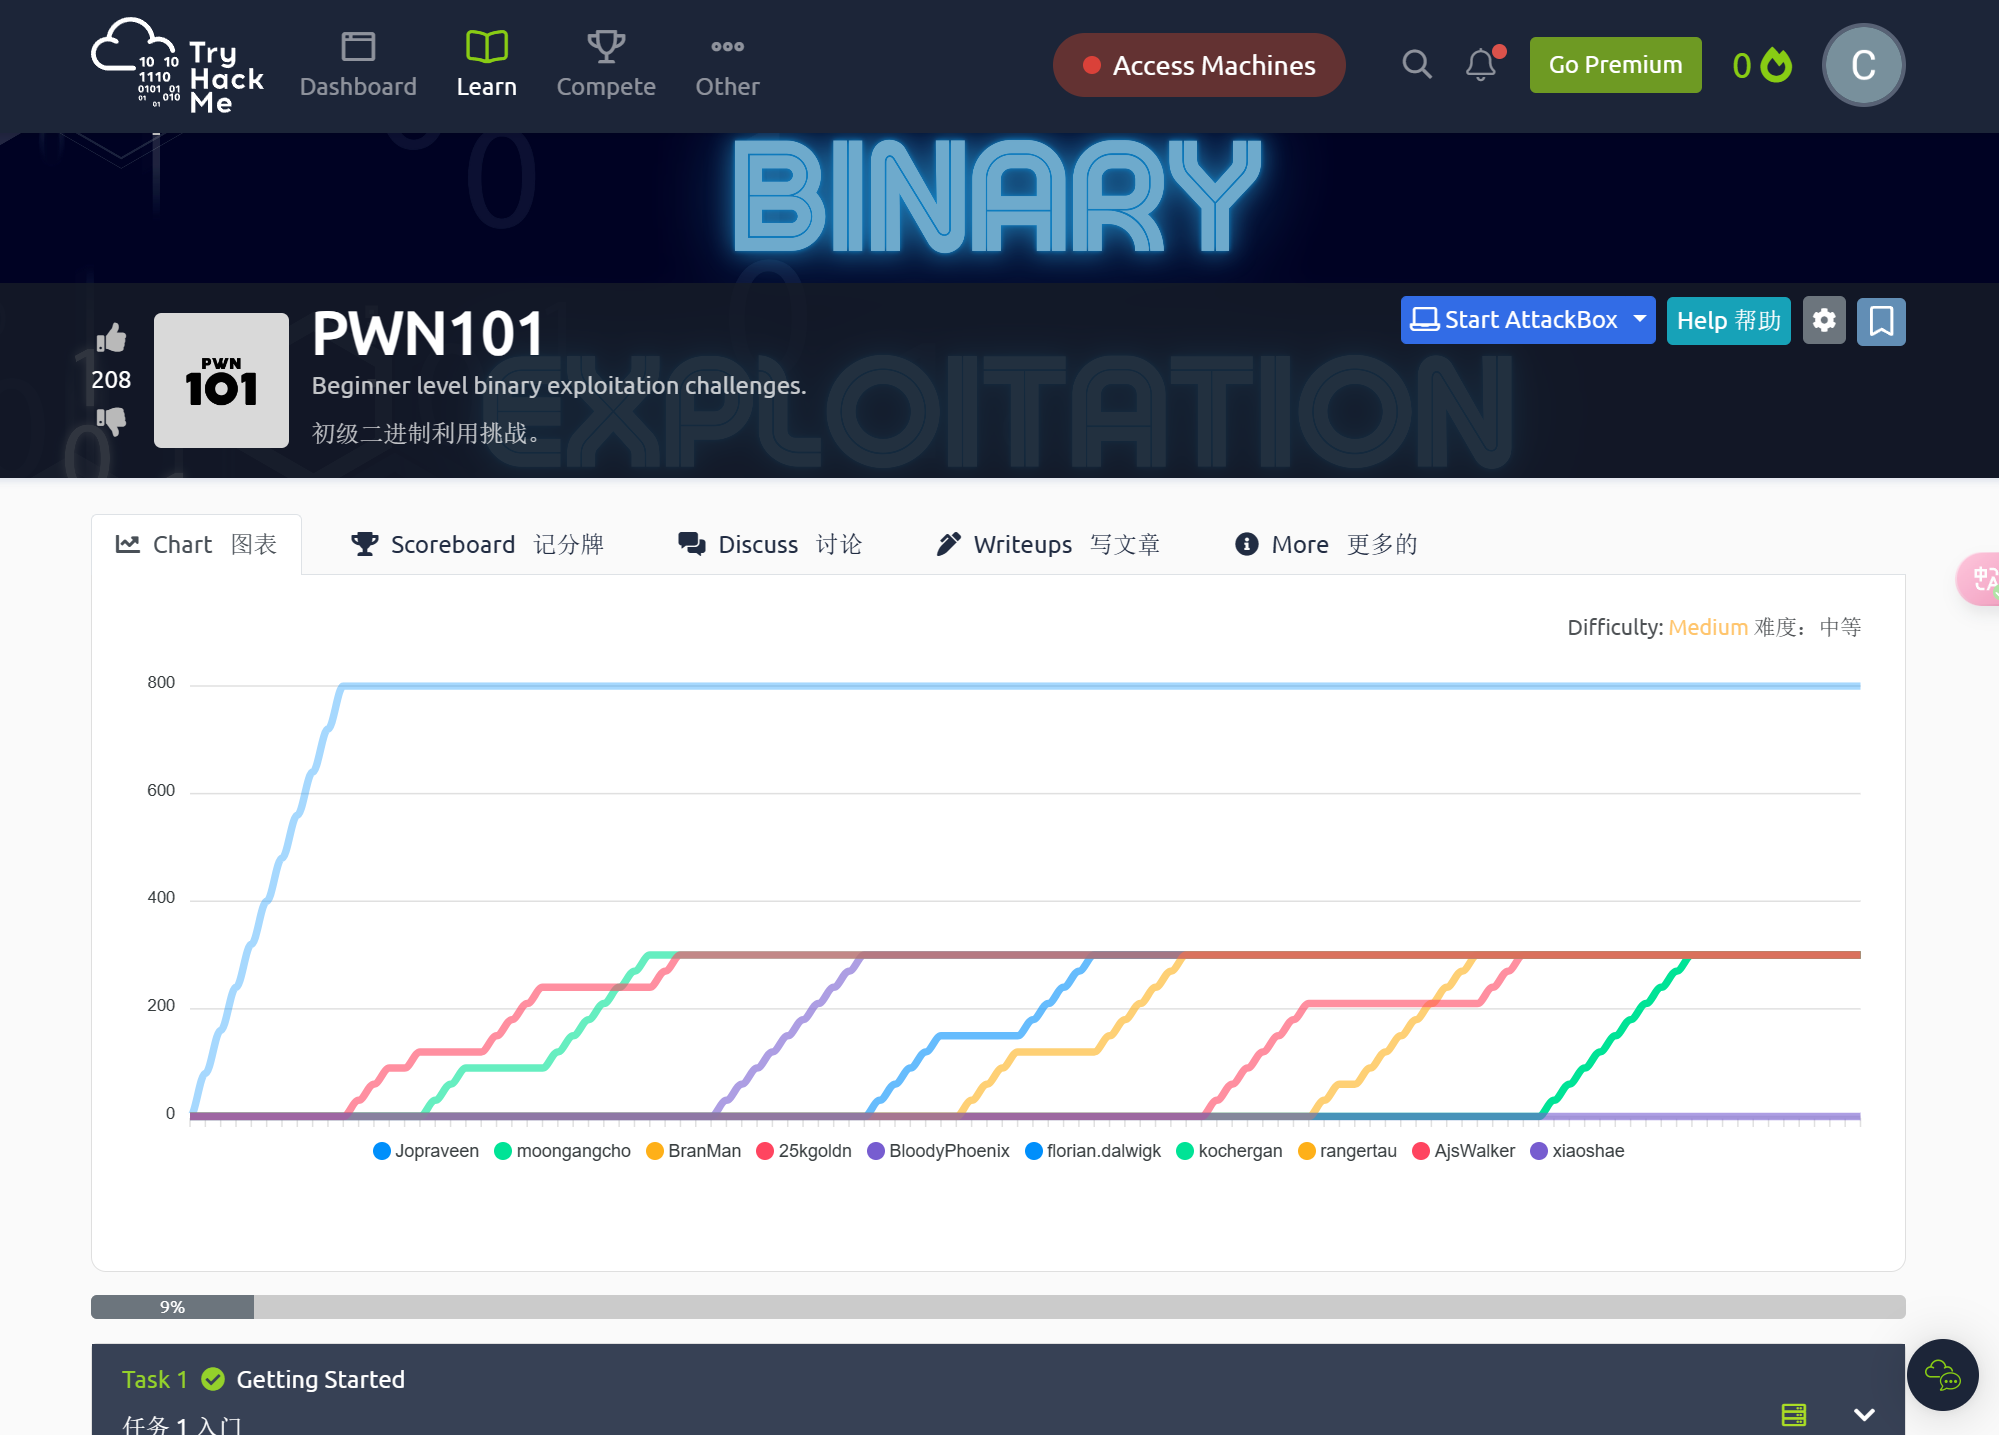 Try Hack Me
10 10
1110
0101 01
01 01 010
Dashboard
Learn
Compete
Other
Access Machines
Go Premium
0
C
BINARY
EXPLOITATION
208
PWN 101
PWN101
Beginner level binary exploitation challenges.
初级二进制利用挑战。
Start AttackBox
Help 帮助
Chart 图表
Scoreboard 记分牌
Discuss 讨论
Writeups 写文章
More 更多的
Difficulty: Medium 难度：中等
中A
800
600
400
200
0
Jopraveen moongangcho BranMan 25kgoldn BloodyPhoenix florian.dalwigk kochergan rangertau AjsWalker xiaoshae
9%
Task 1 Getting Started
任务 1 入门